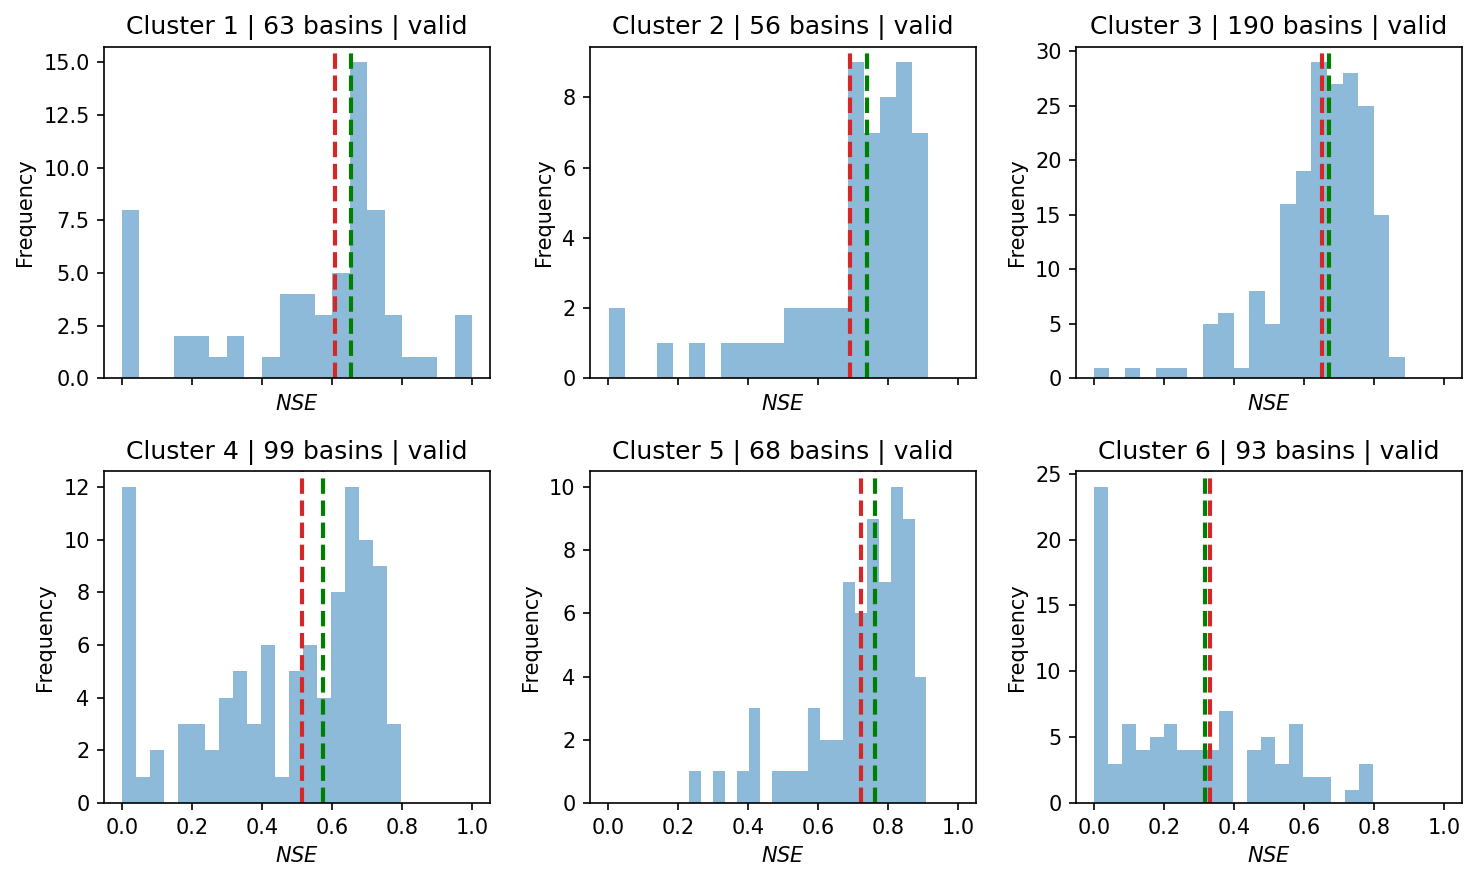 Cluster 1 | 63 basins | valid
15.0
12.5
10.0
7.5
5.0
2.5
0.0
Frequency
NSE
Cluster 2 | 56 basins | valid
8
6
4
2
0
Frequency
NSE
Cluster 3 | 190 basins | valid
30
25
20
15
10
5
0
Frequency
NSE
Cluster 4 | 99 basins | valid
12
10
8
6
4
2
0
Frequency
0.0 0.2 0.4 0.6 0.8 1.0
NSE
Cluster 5 | 68 basins | valid
10
8
6
4
2
0
Frequency
0.0 0.2 0.4 0.6 0.8 1.0
NSE
Cluster 6 | 93 basins | valid
25
20
15
10
5
0
Frequency
0.0 0.2 0.4 0.6 0.8 1.0
NSE